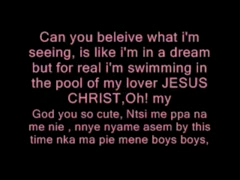 Can you beleive what i'm
seeing, is like i'm in a dream
but for real i'm swimming in
the pool of my lover JESUS
CHRIST,Oh! my
God you so cute, Ntsi me ppa na
me nie , nnye nyame asem by this
time nka ma pie mene boys boys,